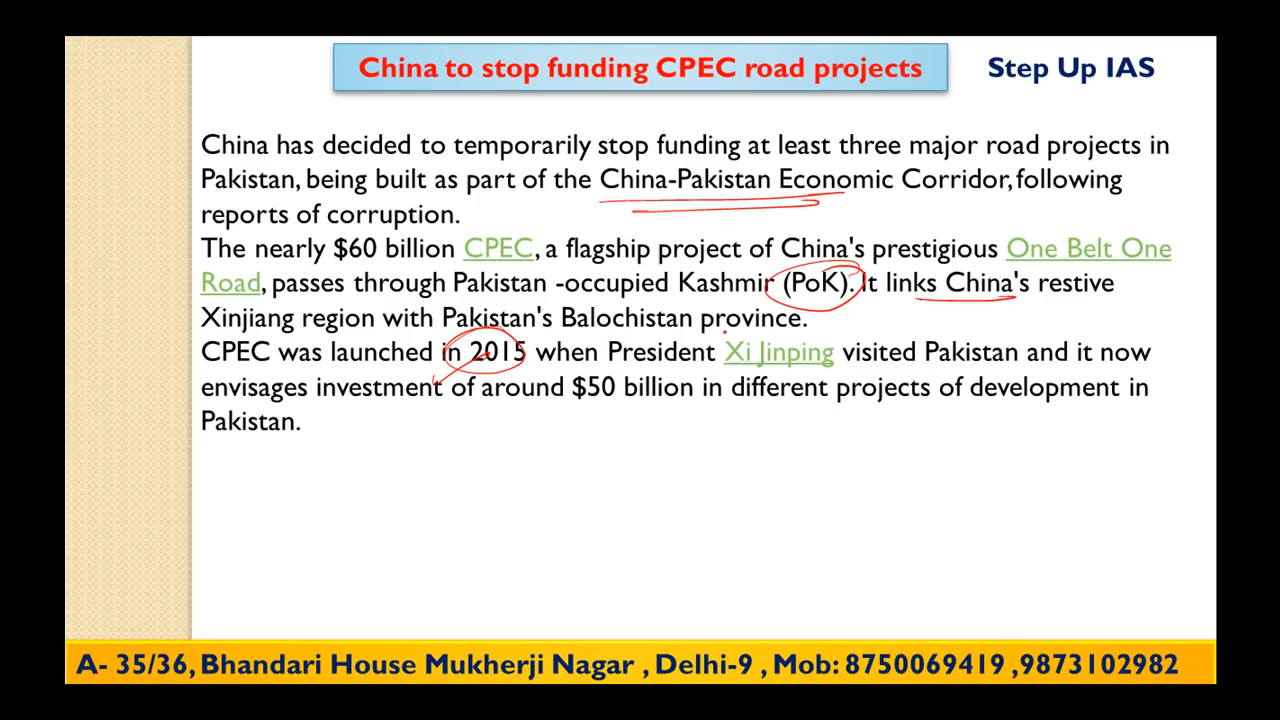 China to stop funding CPEC road projects
Step Up IAS
China has decided to temporarily stop funding at least three major road projects in
Pakistan, being built as part of the China-Pakistan Economic Corridor, following
reports of corruption.
The nearly $60 billion CPEC, a flagship project of China's prestigious One Belt One
Road, passes through Pakistan -occupied Kashmir (PoK). It links China's restive
Xinjiang region with Pakistan's Balochistan province.
CPEC was launched in 2015 when President Xi Jinping visited Pakistan and it now
envisages investment of around $50 billion in different projects of development in
Pakistan.
A- 35/36, Bhandari House Mukherji Nagar , Delhi-9 , Mob: 8750069419 ,9873102982